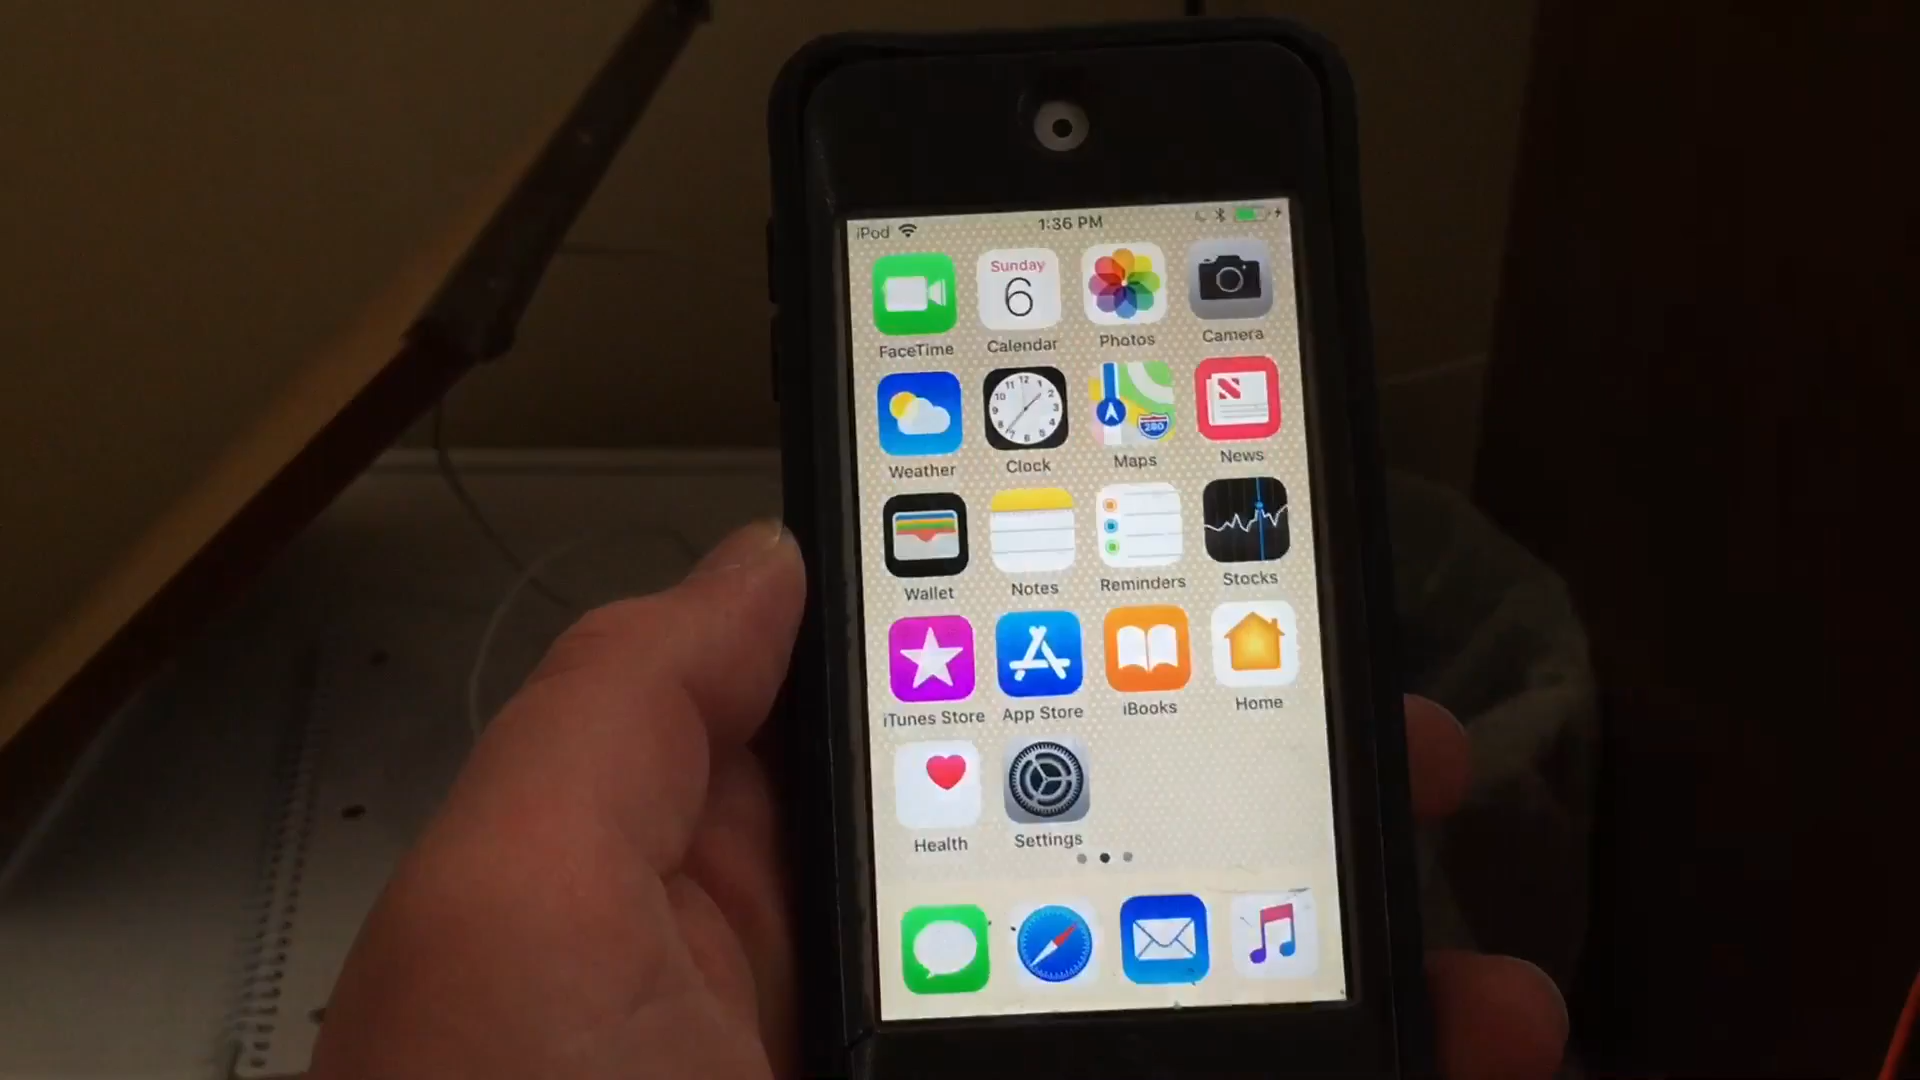 iPod 1:36 PM
Sunday
6
FaceTime Calendar Photos Camera
280
Weather Clock Maps News
Wallet Notes Reminders Stocks
iTunes Store App Store iBooks Home
Health Settings